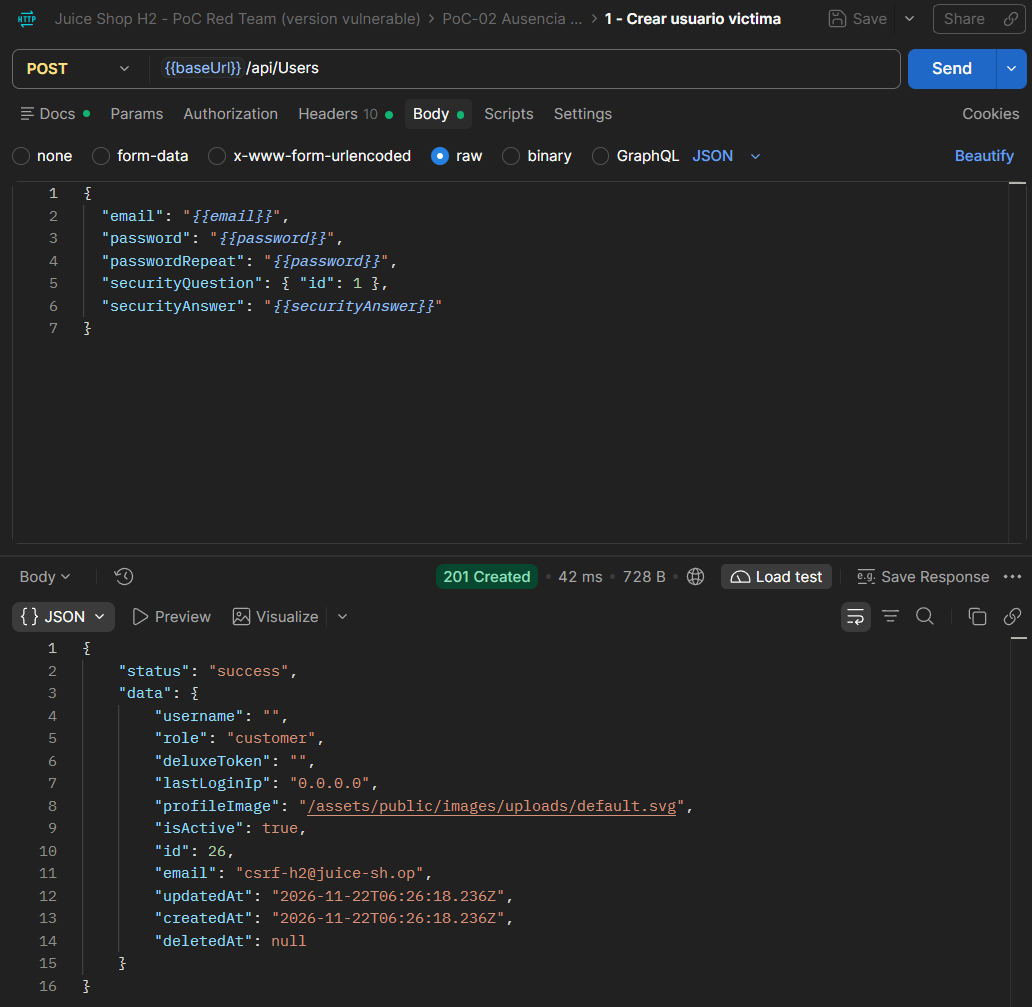 HTTP Juice Shop H2 - PoC Red Team (version vulnerable) > PoC-02 Ausencia ... > 1 - Crear usuario victima Save Share
POST {{baseUrl}} /api/Users Send
Docs Params Authorization Headers 10 Body Scripts Settings Cookies
none form-data x-www-form-urlencoded raw binary GraphQL JSON Beautify
1 {
2 "email": "{{email}}",
3 "password": "{{password}}",
4 "passwordRepeat": "{{password}}",
5 "securityQuestion": { "id": 1 },
6 "securityAnswer": "{{securityAnswer}}"
7 }
Body 201 Created • 42 ms • 728 B • Load test e.g. Save Response
{} JSON Preview Visualize
1 {
2 "status": "success",
3 "data": {
4 "username": "",
5 "role": "customer",
6 "deluxeToken": "",
7 "lastLoginIp": "0.0.0.0",
8 "profileImage": "/assets/public/images/uploads/default.svg",
9 "isActive": true,
10 "id": 26,
11 "email": "csrf-h2@juice-sh.op",
12 "updatedAt": "2026-11-22T06:26:18.236Z",
13 "createdAt": "2026-11-22T06:26:18.236Z",
14 "deletedAt": null
15 }
16 }